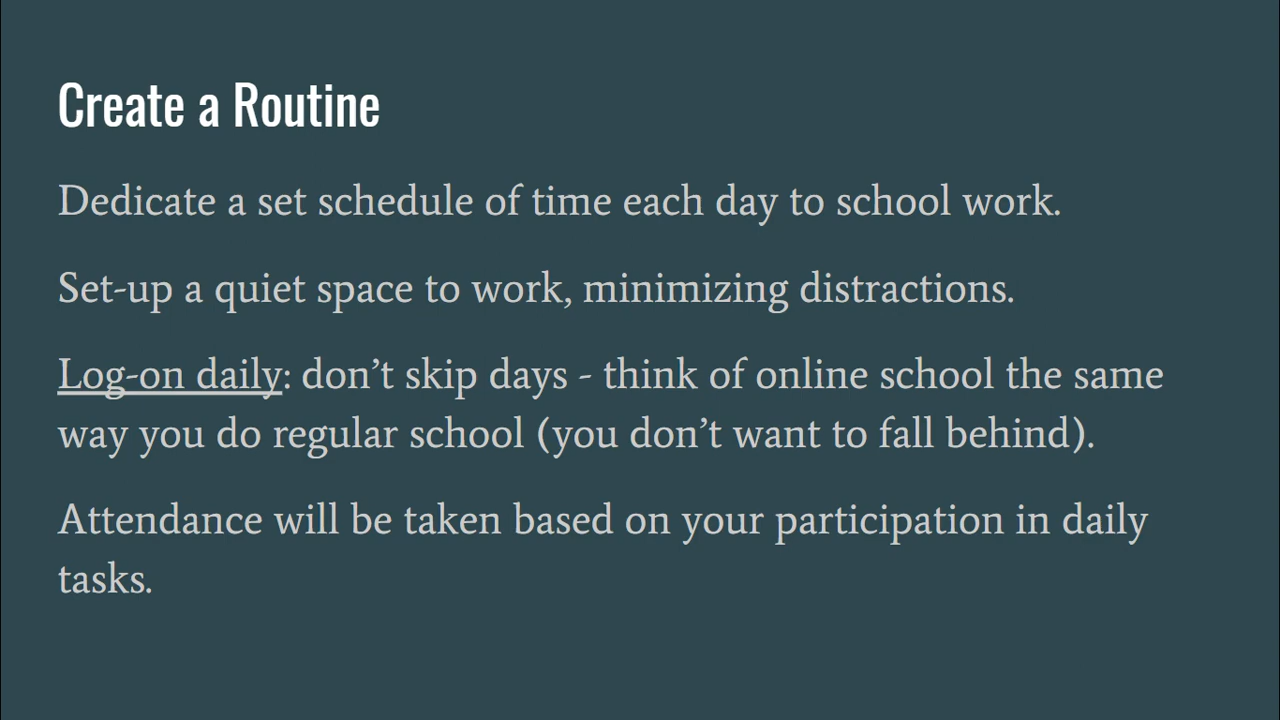 Create a Routine
Dedicate a set schedule of time each day to school work.
Set-up a quiet space to work, minimizing distractions.
Log-on daily: don’t skip days - think of online school the same
way you do regular school (you don’t want to fall behind).
Attendance will be taken based on your participation in daily
tasks.